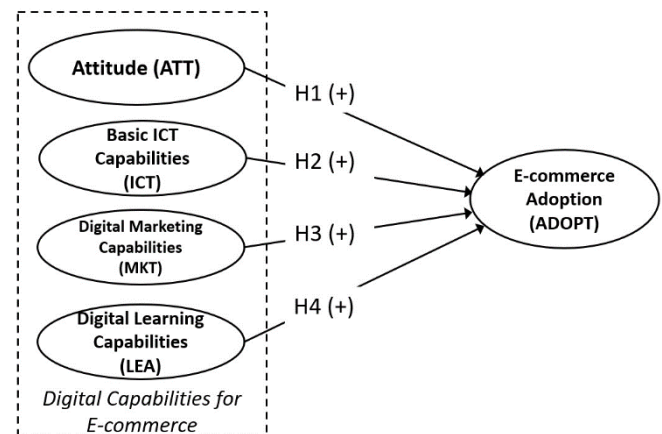 Attitude (ATT)
Basic ICT
Capabilities
(ICT)
Digital Marketing
Capabilities
(MKT)
Digital Learning
Capabilities
(LEA)
Digital Capabilities for
E-commerce
H1 (+)
H2 (+)
H3 (+)
H4 (+)
E-commerce
Adoption
(ADOPT)